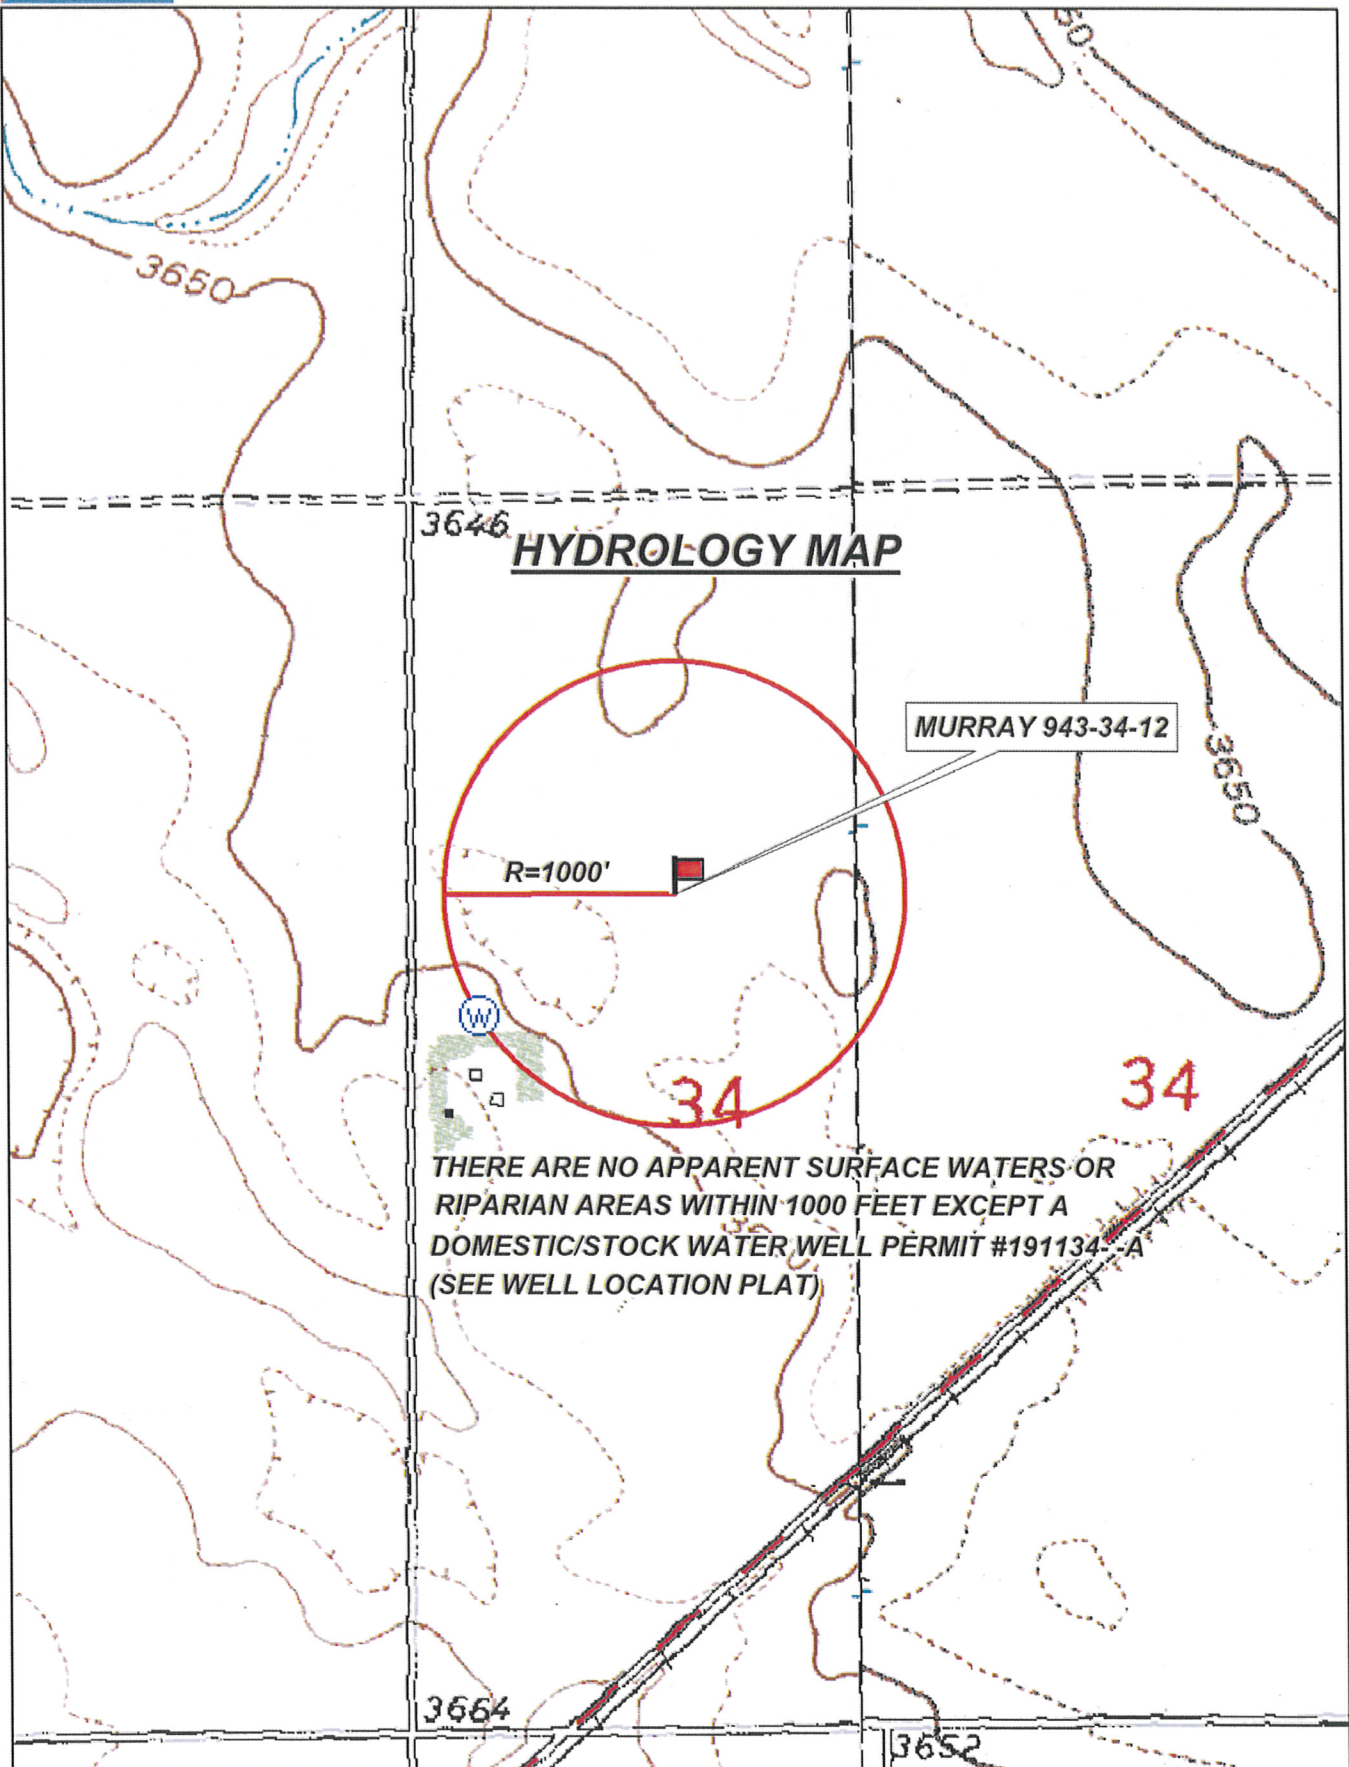 50
3650
3646
HYDROLOGY MAP
MURRAY 943-34-12
3650
R=1000'
W
34
34
THERE ARE NO APPARENT SURFACE WATERS OR
RIPARIAN AREAS WITHIN 1000 FEET EXCEPT A
DOMESTIC/STOCK WATER WELL PERMIT #191134- -A
(SEE WELL LOCATION PLAT)
3664
3652